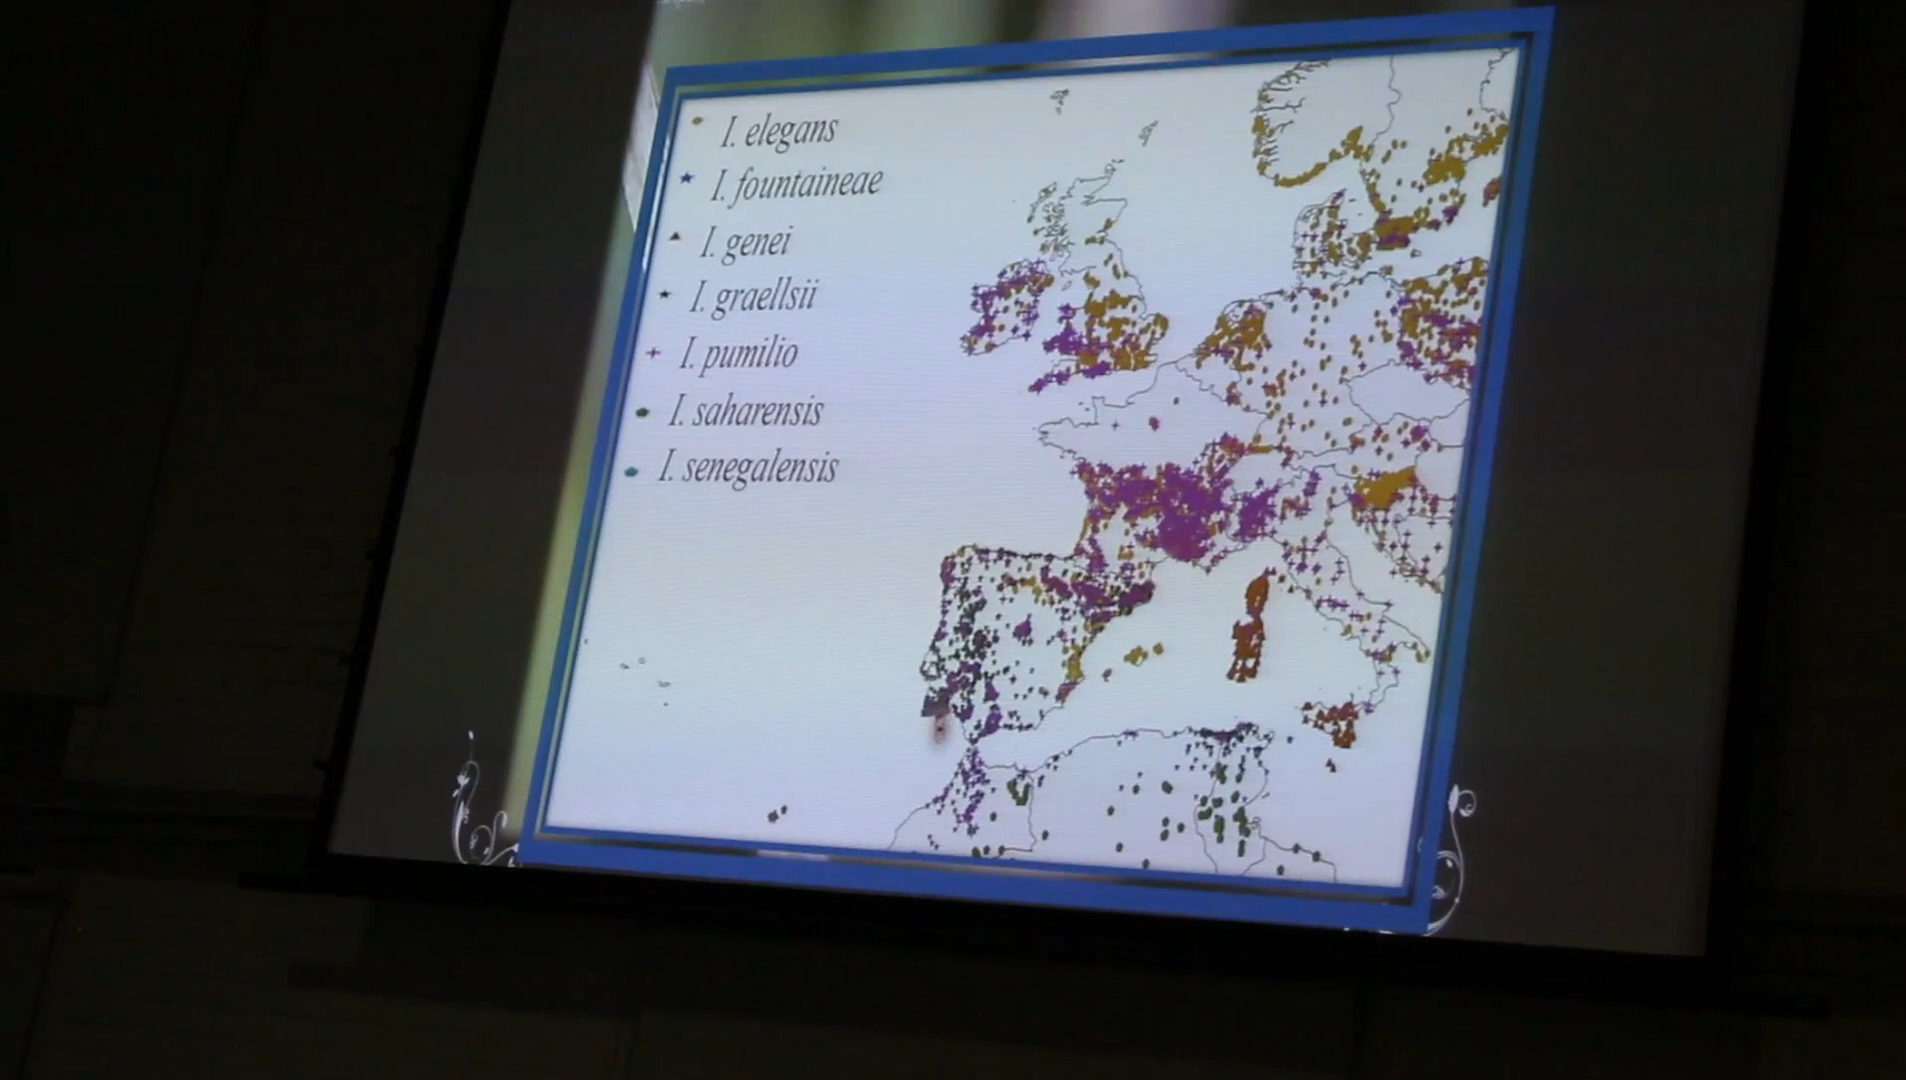 I. elegans
I. fountaineae
I. genei
I. graellsii
I. pumilio
I. saharensis
I. senegalensis